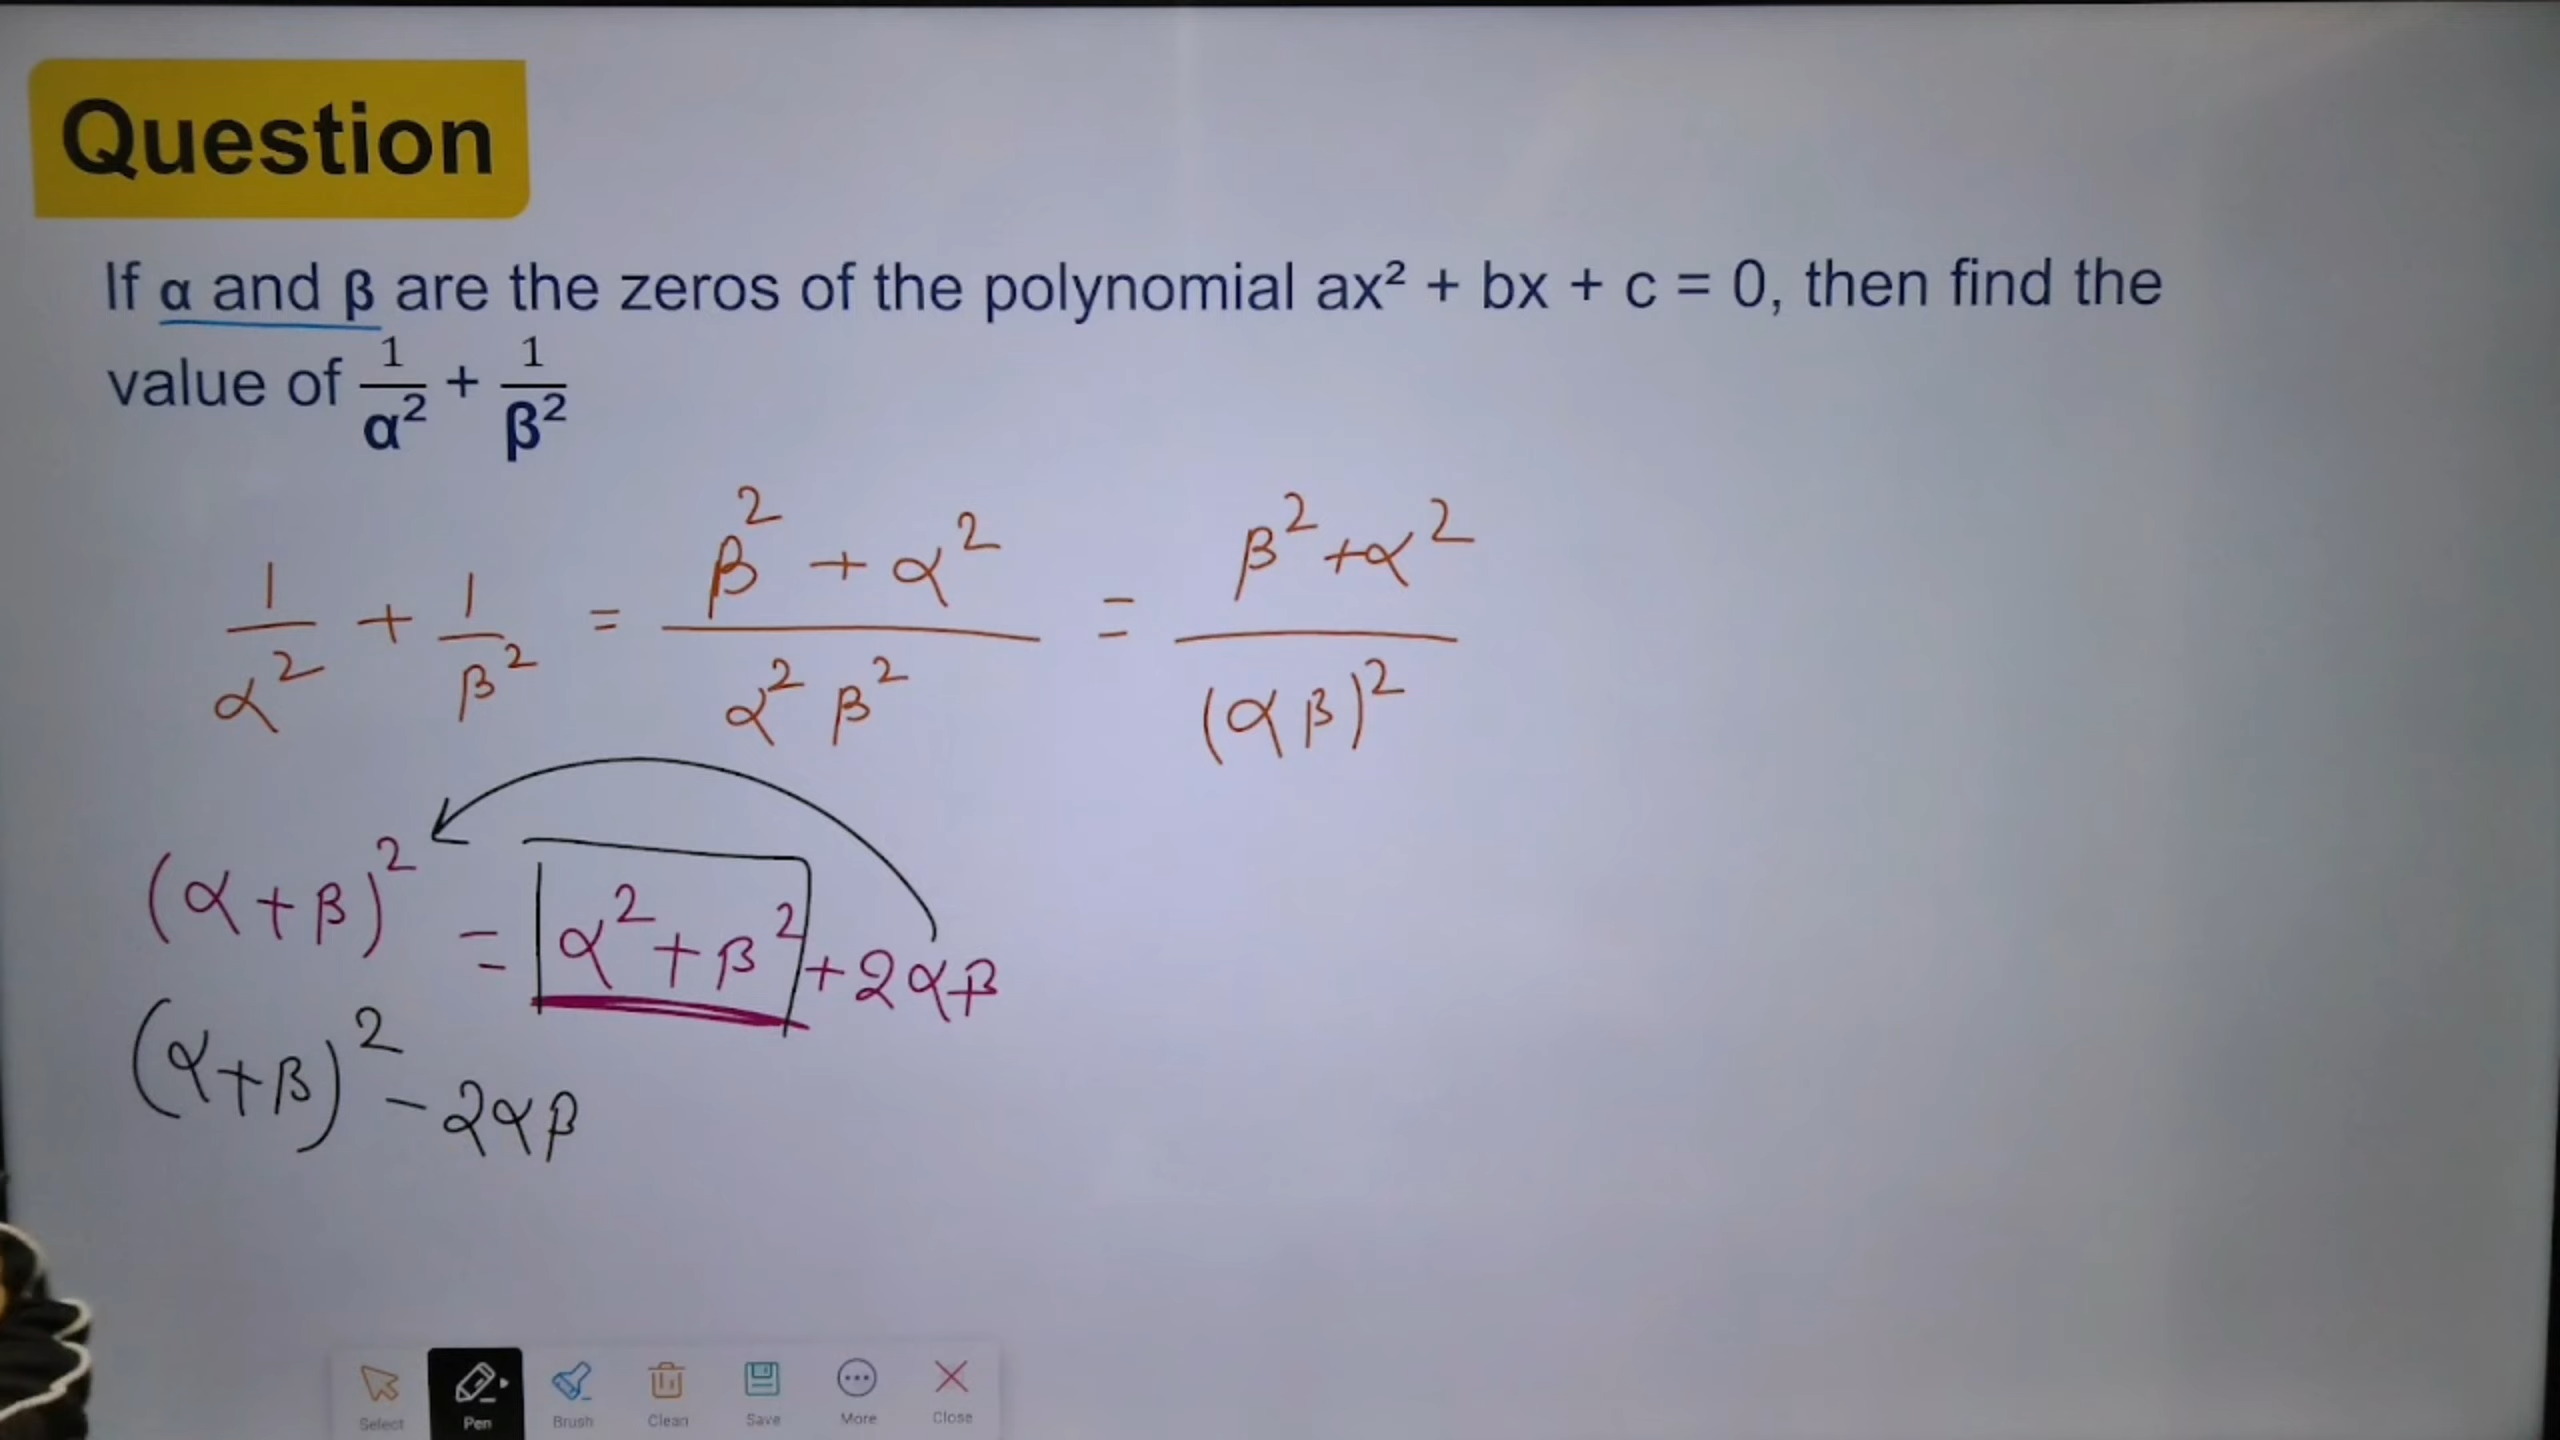 Question
If α and β are the zeros of the polynomial ax² + bx + c = 0, then find the
value of 1/α² + 1/β²
1/α² + 1/β² = (β² + α²)/(α² β²) = (β² + α²)/(αβ)²
(α + β)² = α² + β² + 2αβ
(α + β)² - 2αβ
Select Pen Brush Clean Save More Close